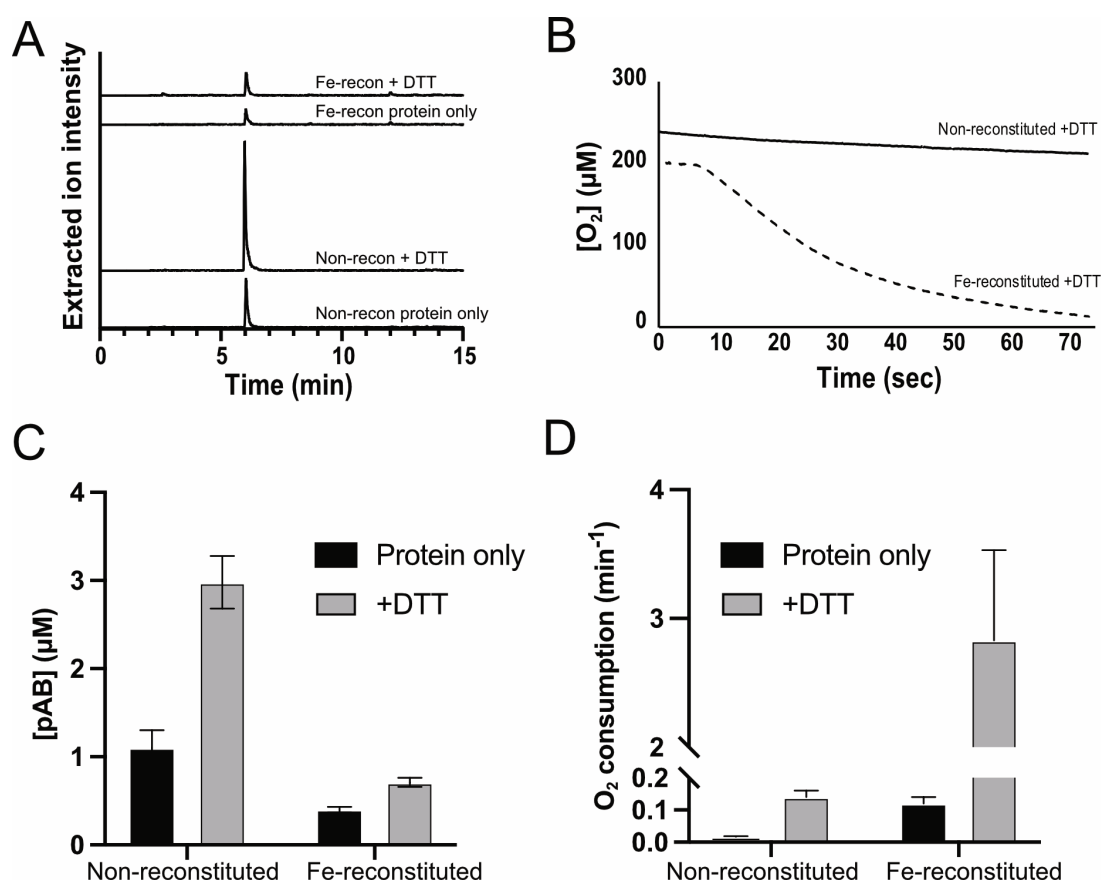 A
Extracted ion intensity
Fe-recon + DTT
Fe-recon protein only
Non-recon + DTT
Non-recon protein only
0 5 10 15
Time (min)
B
[O2] (µM)
300
200
100
0
Non-reconstituted +DTT
Fe-reconstituted +DTT
0 10 20 30 40 50 60 70
Time (sec)
C
[pAB] (µM)
4
3
2
1
0
Protein only
+DTT
Non-reconstituted Fe-reconstituted
D
O2 consumption (min-1)
4
3
2
0.2
0.1
0.0
Protein only
+DTT
Non-reconstituted Fe-reconstituted